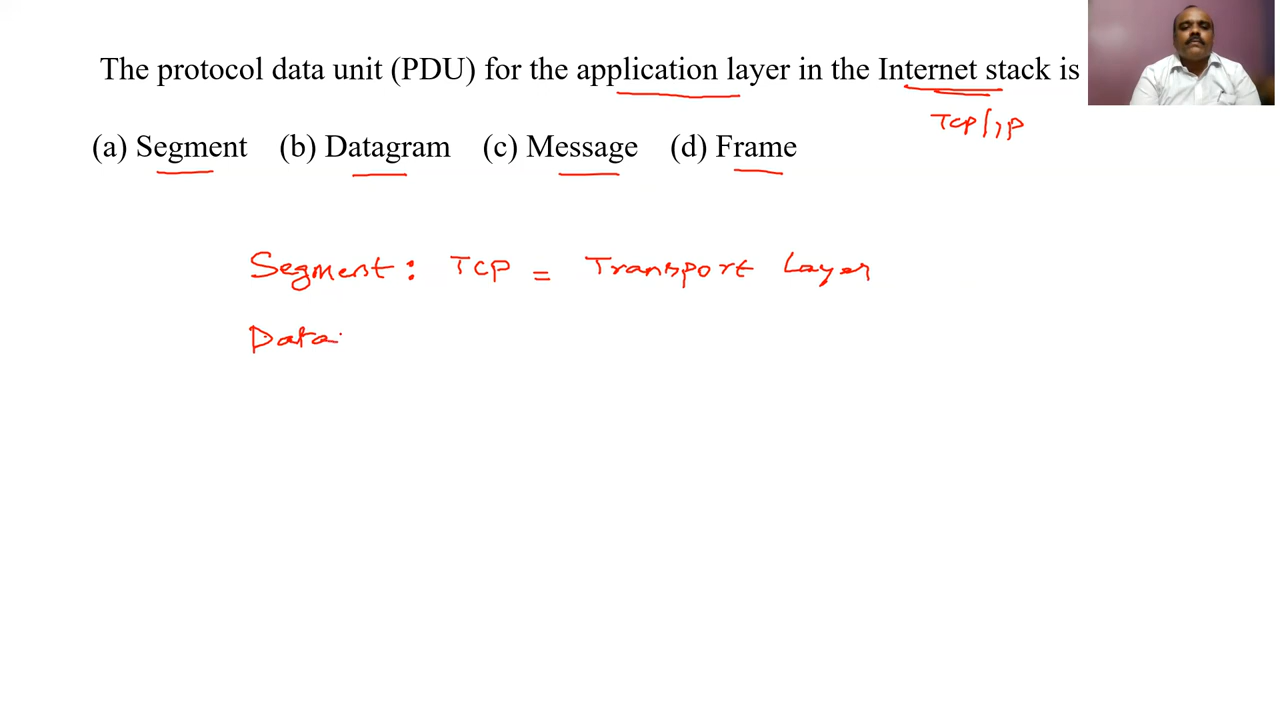 The protocol data unit (PDU) for the application layer in the Internet stack is
TCP/IP
(a) Segment (b) Datagram (c) Message (d) Frame
Segment: TCP = Transport Layer
Data